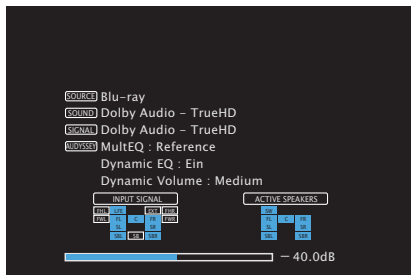 SOURCE Blu-ray
SOUND Dolby Audio - TrueHD
SIGNAL Dolby Audio - TrueHD
AUDYSSEY MultEQ : Reference
Dynamic EQ : Ein
Dynamic Volume : Medium
INPUT SIGNAL ACTIVE SPEAKERS
FHL LFE EXT FHR SW
FWL FL C FR FWR FL C FR
SL SR SL SR
SBL SB SBR SBL SBR
- 40.0dB